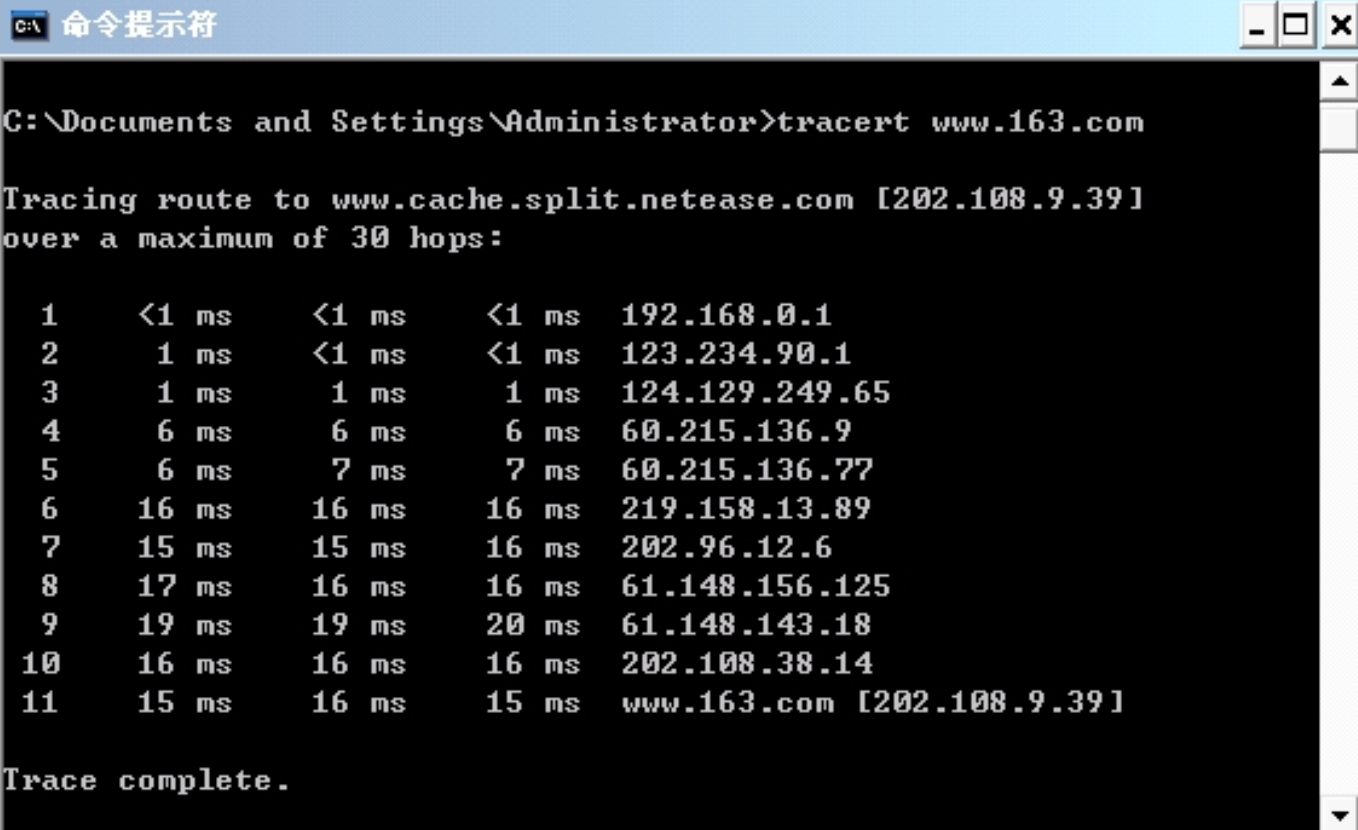 命令提示符
C:\Documents and Settings\Administrator>tracert www.163.com
Tracing route to www.cache.split.netease.com [202.108.9.39]
over a maximum of 30 hops:
1 <1 ms <1 ms <1 ms 192.168.0.1
2 1 ms <1 ms <1 ms 123.234.90.1
3 1 ms 1 ms 1 ms 124.129.249.65
4 6 ms 6 ms 6 ms 60.215.136.9
5 6 ms 7 ms 7 ms 60.215.136.77
6 16 ms 16 ms 16 ms 219.158.13.89
7 15 ms 15 ms 16 ms 202.96.12.6
8 17 ms 16 ms 16 ms 61.148.156.125
9 19 ms 19 ms 20 ms 61.148.143.18
10 16 ms 16 ms 16 ms 202.108.38.14
11 15 ms 16 ms 15 ms www.163.com [202.108.9.39]
Trace complete.